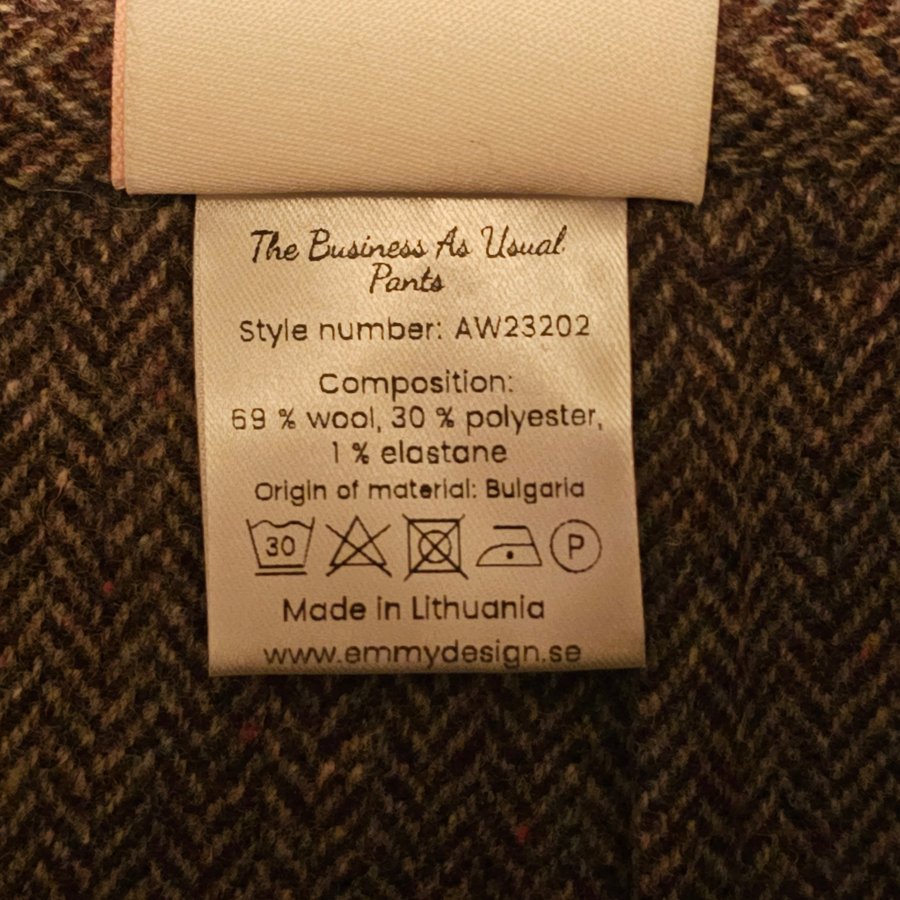 The Business As Usual
Pants
Style number: AW23202
Composition:
69 % wool, 30 % polyester,
1 % elastane
Origin of material: Bulgaria
30 P
Made in Lithuania
www.emmydesign.se